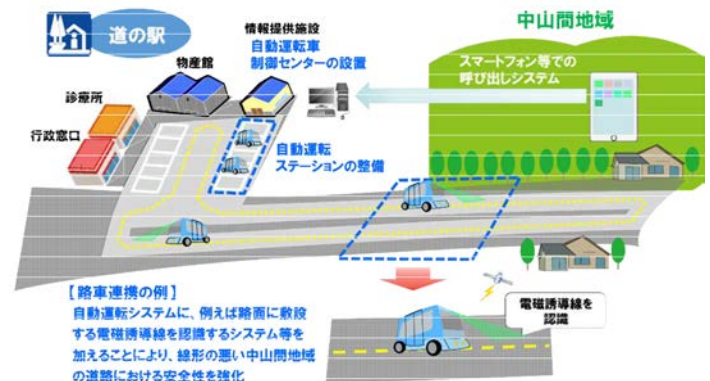 道の駅
情報提供施設
自動運転車
制御センターの設置
物産館
診療所
行政窓口
自動運転
ステーションの整備
中山間地域
スマートフォン等での
呼び出しシステム
【路車連携の例】
自動運転システムに、例えば路面に敷設
する電磁誘導線を認識するシステム等を
加えることにより、線形の悪い中山間地域
の道路における安全性を強化
電磁誘導線を
認識